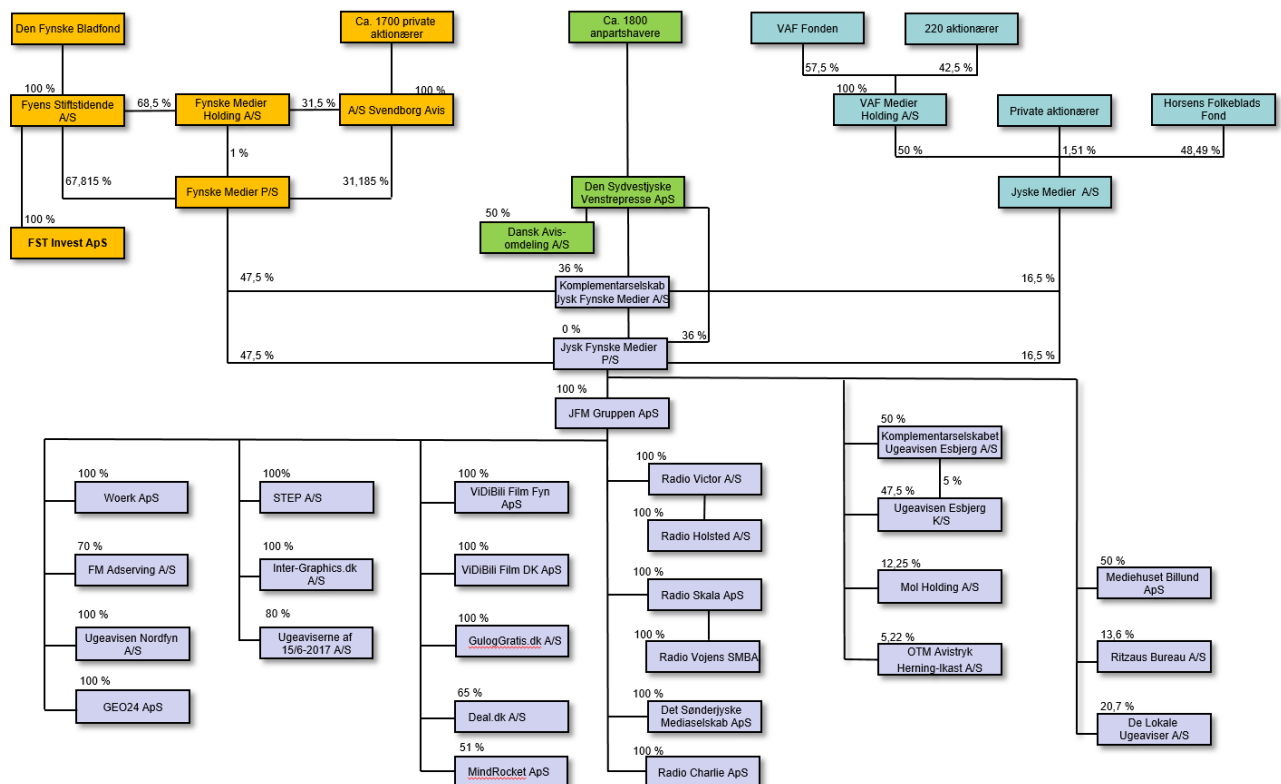 Den Fynske Bladfond
Ca. 1700 private
aktionærer
Ca. 1800
anpartshavere
VAF Fonden
220 aktionærer
57,5 %
42,5 %
100 %
Fyens Stiftstidende
A/S
68,5 %
Fynske Medier
Holding A/S
31,5 %
100 %
A/S Svendborg Avis
100 %
VAF Medier
Holding A/S
Private aktionærer
Horsens Folkeblads
Fond
1 %
50 %
1,51 %
48,49 %
67,815 %
Fynske Medier P/S
31,185 %
Den Sydvestjyske
Venstrepresse ApS
Jyske Medier A/S
100 %
FST Invest ApS
50 %
Dansk Avis-
omdeling A/S
47,5 %
36 %
Komplementarselskab
Jysk Fynske Medier A/S
16,5 %
0 %
36 %
Jysk Fynske Medier
P/S
47,5 %
16,5 %
100 %
JFM Gruppen ApS
100 %
Woerk ApS
70 %
FM Adserving A/S
100 %
Ugeavisen Nordfyn
A/S
100 %
GEO24 ApS
100%
STEP A/S
100 %
Inter-Graphics.dk
A/S
80 %
Ugeaviserne af
15/6-2017 A/S
100 %
ViDiBili Film Fyn
ApS
100 %
ViDiBili Film DK ApS
100 %
GulogGratis.dk A/S
65 %
Deal.dk A/S
51 %
MindRocket ApS
100 %
Radio Victor A/S
100 %
Radio Holsted A/S
100 %
Radio Skala ApS
100 %
Radio Vojens SMBA
100 %
Det Sønderjyske
Mediaselskab ApS
100 %
Radio Charlie ApS
50 %
Komplementarselskabet
Ugeavisen Esbjerg A/S
5 %
47,5 %
Ugeavisen Esbjerg
K/S
12,25 %
Mol Holding A/S
5,22 %
OTM Avistryk
Herning-Ikast A/S
50 %
Mediehuset Billund
ApS
13,6 %
Ritzaus Bureau A/S
20,7 %
De Lokale
Ugeaviser A/S